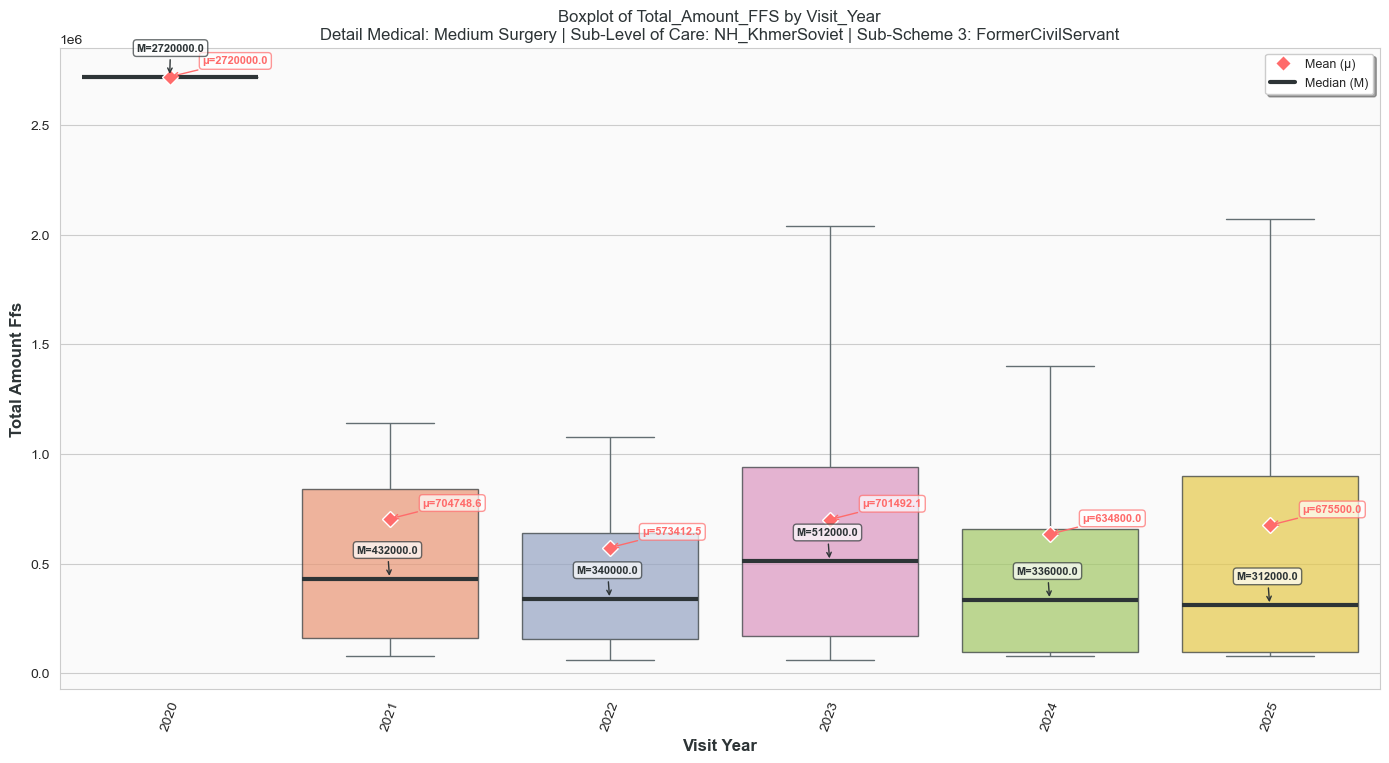 Boxplot of Total_Amount_FFS by Visit_Year
Detail Medical: Medium Surgery | Sub-Level of Care: NH_KhmerSoviet | Sub-Scheme 3: FormerCivilServant
1e6
M=2720000.0
μ=2720000.0
Mean (μ)
Median (M)
2.5
2.0
1.5
1.0
0.5
0.0
Total Amount Ffs
μ=704748.6
M=432000.0
μ=573412.5
M=340000.0
μ=701492.1
M=512000.0
μ=634800.0
M=336000.0
μ=675500.0
M=312000.0
2020
2021
2022
2023
2024
2025
Visit Year